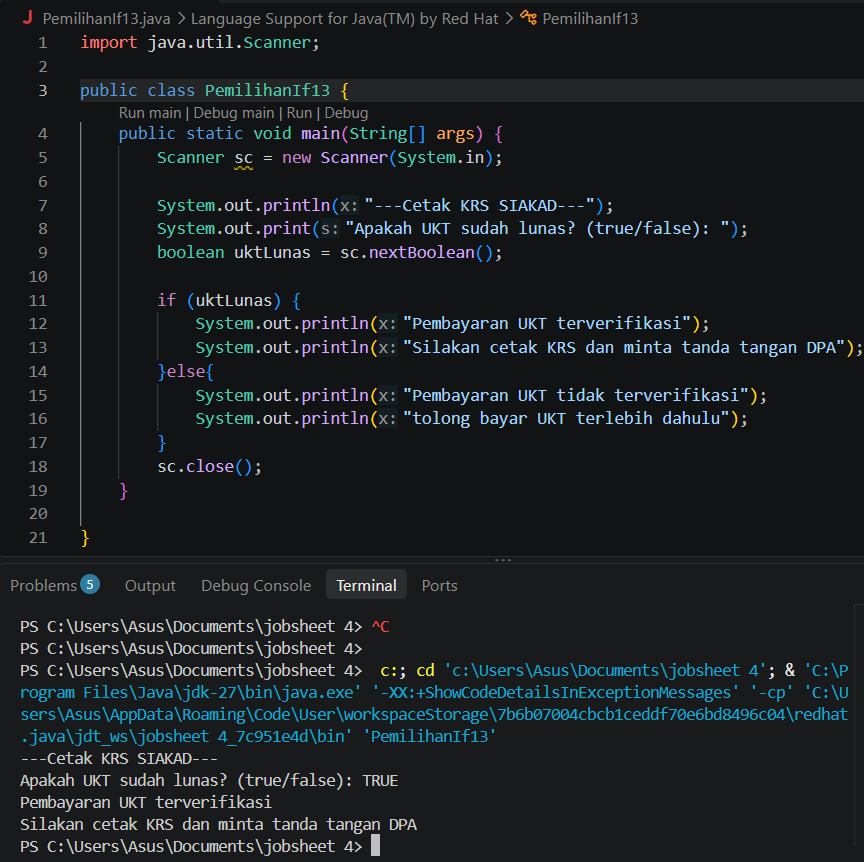 J PemilihanIf13.java > Language Support for Java(TM) by Red Hat > PemilihanIf13
1 import java.util.Scanner;
2
3 public class PemilihanIf13 {
Run main | Debug main | Run | Debug
4 public static void main(String[] args) {
5 Scanner sc = new Scanner(System.in);
6
7 System.out.println(x: "---Cetak KRS SIAKAD---");
8 System.out.print(s: "Apakah UKT sudah lunas? (true/false): ");
9 boolean uktLunas = sc.nextBoolean();
10
11 if (uktLunas) {
12 System.out.println(x: "Pembayaran UKT terverifikasi");
13 System.out.println(x: "Silakan cetak KRS dan minta tanda tangan DPA");
14 }else{
15 System.out.println(x: "Pembayaran UKT tidak terverifikasi");
16 System.out.println(x: "tolong bayar UKT terlebih dahulu");
17 }
18 sc.close();
19 }
20
21 }
Problems 5 Output Debug Console Terminal Ports
PS C:\Users\Asus\Documents\jobsheet 4> ^C
PS C:\Users\Asus\Documents\jobsheet 4>
PS C:\Users\Asus\Documents\jobsheet 4>  c:; cd 'c:\Users\Asus\Documents\jobsheet 4'; & 'C:\P
rogram Files\Java\jdk-27\bin\java.exe' '-XX:+ShowCodeDetailsInExceptionMessages' '-cp' 'C:\U
sers\Asus\AppData\Roaming\Code\User\workspaceStorage\7b6b07004cbcb1ceddf70e6bd8496c04\redhat
.java\jdt_ws\jobsheet 4_7c951e4d\bin' 'PemilihanIf13'
---Cetak KRS SIAKAD---
Apakah UKT sudah lunas? (true/false): TRUE
Pembayaran UKT terverifikasi
Silakan cetak KRS dan minta tanda tangan DPA
PS C:\Users\Asus\Documents\jobsheet 4>